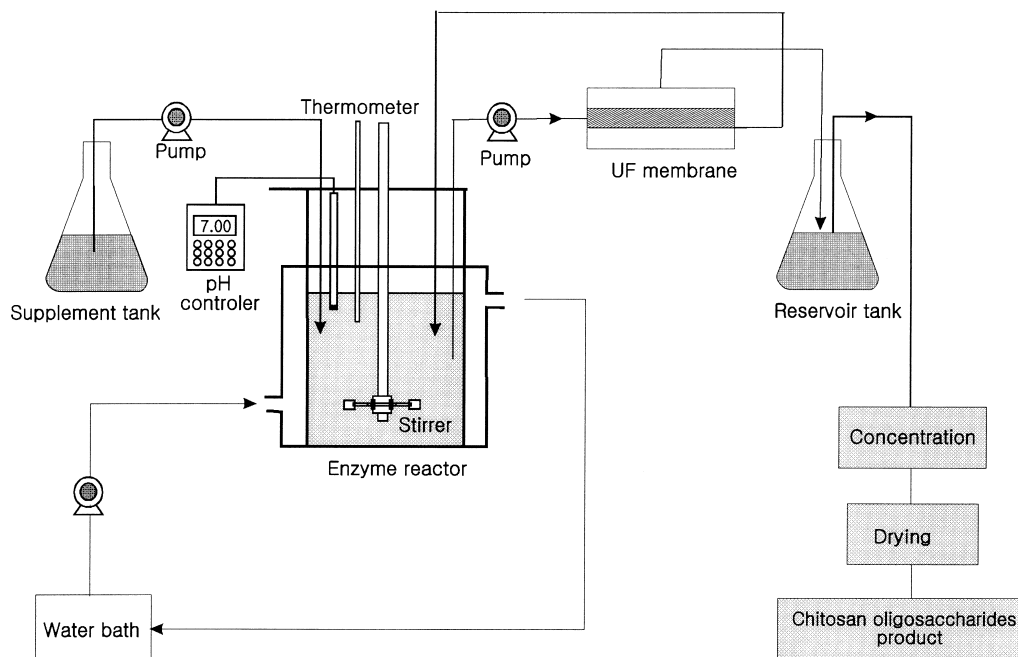 Thermometer
Pump
Pump
UF membrane
7.00
pH
controler
Supplement tank
Reservoir tank
Stirrer
Enzyme reactor
Concentration
Drying
Water bath
Chitosan oligosaccharides
product